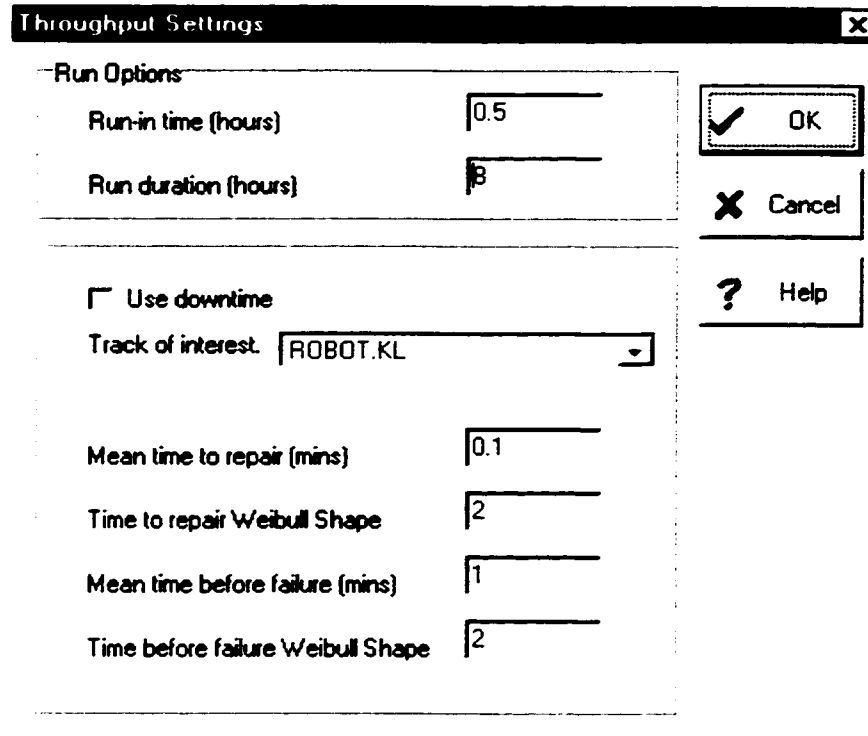 Throughput Settings
Run Options
Run-in time (hours)
0.5
Run duration (hours)
8
OK
Cancel
Help
Use downtime
Track of interest.
ROBOT.KL
Mean time to repair (mins)
0.1
Time to repair Weibull Shape
2
Mean time before failure (mins)
1
Time before failure Weibull Shape
2